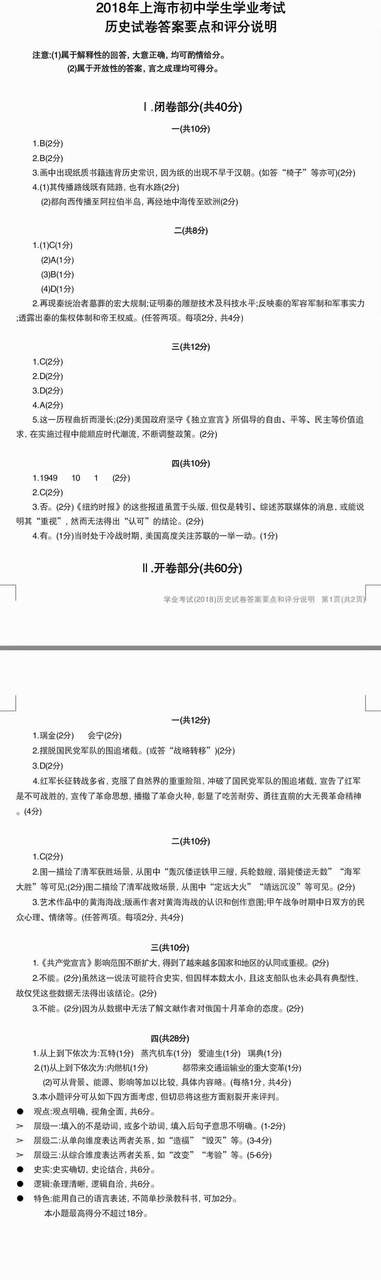 2018年上海市初中学生学业考试
历史试卷答案要点和评分说明
注意:(1)属于解释性的回答, 大意正确, 均可酌情给分。
(2)属于开放性的答案, 言之成理均可得分。
Ⅰ.闭卷部分(共40分)
一(共10分)
1.B(2分)
2.B(2分)
3.画中出现纸质书籍违背历史常识, 因为纸的出现不早于汉朝。(如答“椅子”等亦可)(2分)
4.(1)其传播路线既有陆路, 也有水路(2分)
(2)都向西传播至阿拉伯半岛, 再经地中海传至欧洲(2分)
二(共8分)
1.(1)C(1分)
(2)A(1分)
(3)B(1分)
(4)D(1分)
2.再现秦统治者墓葬的宏大规制;证明秦的雕塑技术及科技水平;反映秦的军容军制和军事实力
;透露出秦的集权体制和帝王权威。(任答两项。每项2分, 共4分)
三(共12分)
1.C(2分)
2.D(2分)
3.D(2分)
4.A(2分)
5.这一历程曲折而漫长;(2分)美国政府坚守《独立宣言》所倡导的自由、平等、民主等价值追
求, 在实施过程中能顺应时代潮流, 不断调整政策。(2分)
四(共10分)
1.1949 10 1 (2分)
2.C(2分)
3.否。(2分)《纽约时报》的这些报道虽置于头版, 但仅是转引、综述苏联媒体的消息, 或能说
明其“重视”, 然而无法得出“认可”的结论。(2分)
4.有。(1分)当时处于冷战时期, 美国高度关注苏联的一举一动。(1分)
Ⅱ.开卷部分(共60分)
学业考试(2018)历史试卷答案要点和评分说明 第1页(共2页)
一(共12分)
1.瑞金(2分) 会宁(2分)
2.摆脱国民党军队的围追堵截。(或答“战略转移”)(2分)
3.D(2分)
4.红军长征转战多省, 克服了自然界的重重险阻, 冲破了国民党军队的围追堵截, 宣告了红军
是不可战胜的, 宣传了革命思想, 播撒了革命火种, 彰显了吃苦耐劳、勇往直前的大无畏革命精神
。(4分)
二(共10分)
1.C(2分)
2.图一描绘了清军获胜场景, 从图中“轰沉倭逆铁甲三艘, 兵轮数艘, 溺毙倭逆无数”“海军
大胜”等可见;(2分)图二描绘了清军战败场景, 从图中“定远大火”“靖远沉没”等可见。(2分)
3.艺术作品中的黄海海战;版画作者对黄海海战的认识和创作意图;甲午战争时期中日双方的民
众心理、情绪等。(任答两项。每项2分, 共4分)
三(共10分)
1.《共产党宣言》影响范围不断扩大, 得到了越来越多国家和地区的认同或重视。(2分)
2.不能。(2分)虽然这一说法可能符合史实, 但因样本数太小, 且这支船队也未必具有典型性,
故仅凭这些数据无法得出该结论。(2分)
3.不能。(2分)因为从数据中无法了解文献作者对俄国十月革命的态度。(2分)
四(共28分)
1.从上到下依次为:瓦特(1分) 蒸汽机车(1分) 爱迪生(1分) 瑞典(1分)
2.(1)从上到下依次为:内燃机(1分) 都带来交通运输业的重大变革(1分)
(2)可从背景、能源、影响等加以比较, 具体内容略。(每格1分, 共4分)
3.本小题评分可从如下四方面考虑, 但切忌将这些方面割裂开来评判。
● 观点:观点明确, 视角全面, 共6分。
➢ 层级一:填入的不是动词, 或多个动词, 填入后句子意思不明确。(1-2分)
➢ 层级二:从单向维度表达两者关系, 如“造福”“毁灭”等。(3-4分)
➢ 层级三:从综合维度表达两者关系, 如“改变”“考验”等。(5-6分)
● 史实:史实确切, 史论结合, 共6分。
● 逻辑:条理清晰, 逻辑自洽, 共6分。
● 特色:能用自己的语言表述, 不简单抄录教科书, 可加2分。
本小题最高得分不超过18分。